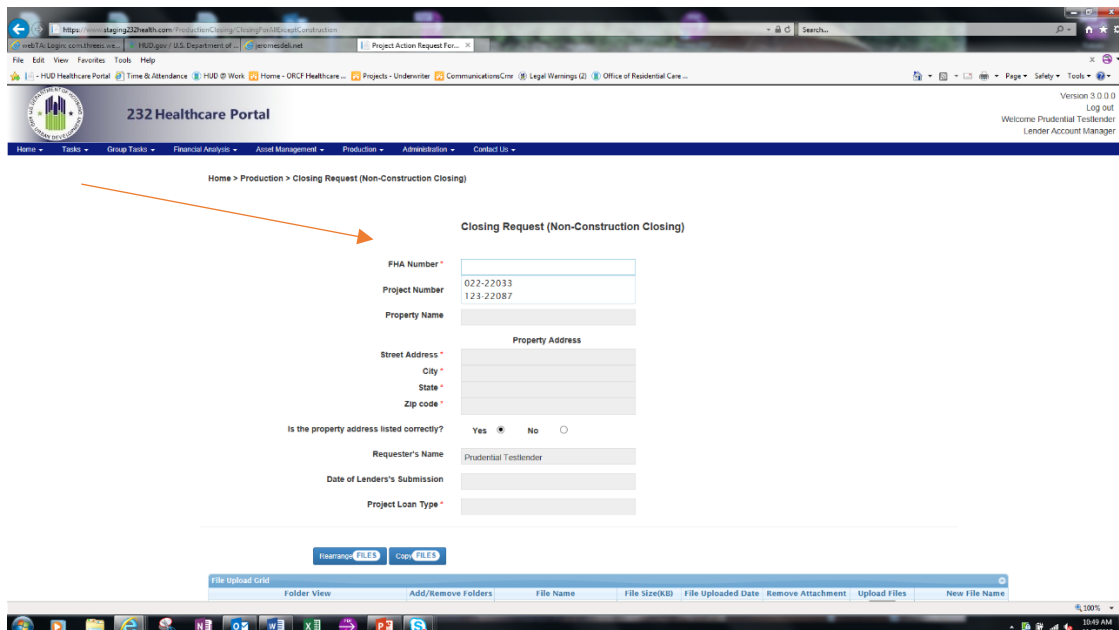 https://www.staging232health.com/ProductionClosing/ClosingForAllExceptConstruction
Search...
webTA: Login: com.threeis.we...
HUD.gov / U.S. Department of ...
jeromesdeli.net
Project Action Request For...
File Edit View Favorites Tools Help
- HUD Healthcare Portal
Time & Attendance
HUD @ Work
Home - ORCF Healthcare ...
Projects - Underwriter
CommunicationsCmr
Legal Warnings (2)
Office of Residential Care ...
Page Safety Tools
Version 3.0.0.0
Log out
Welcome Prudential Testlender
Lender Account Manager
232 Healthcare Portal
Home Tasks Group Tasks Financial Analysis Asset Management Production Administration Contact Us
Home > Production > Closing Request (Non-Construction Closing)
Closing Request (Non-Construction Closing)
FHA Number *
022-22033
Project Number
123-22087
Property Name
Property Address
Street Address *
City *
State *
Zip code *
Is the property address listed correctly? Yes No
Requester's Name Prudential Testlender
Date of Lenders's Submission
Project Loan Type *
Rearrange FILES Copy FILES
File Upload Grid
Folder View Add/Remove Folders File Name File Size(KB) File Uploaded Date Remove Attachment Upload Files New File Name
100%
10:49 AM